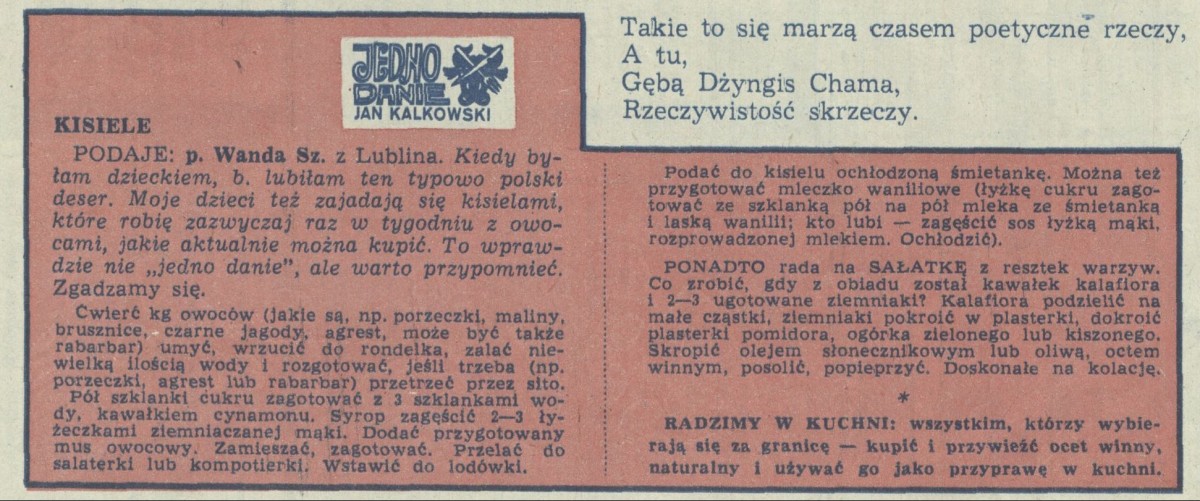 Takie to się marzą czasem poetyczne rzeczy,
A tu,
Gębą Dżyngis Chama,
Rzeczywistość skrzeczy.
JEDNO
DANIE
JAN KALKOWSKI
KISIELE
PODAJE: p. Wanda Sz. z Lublina. Kiedy by-
łam dzieckiem, b. lubiłam ten typowo polski
deser. Moje dzieci też zajadają się kisielami,
które robię zazwyczaj raz w tygodniu z owo-
cami, jakie aktualnie można kupić. To wpraw-
dzie nie „jedno danie”, ale warto przypomnieć.
Zgadzamy się.
Ćwierć kg owoców (jakie są, np. porzeczki, maliny,
brusznice, czarne jagody, agrest, może być także
rabarbar) umyć, wrzucić do rondelka, zalać nie-
wielką ilością wody i rozgotować, jeśli trzeba (np.
porzeczki, agrest lub rabarbar) przetrzeć przez sito.
Pół szklanki cukru zagotować z 3 szklankami wo-
dy, kawałkiem cynamonu. Syrop zagęścić 2—3 ły-
żeczkami ziemniaczanej mąki. Dodać przygotowany
mus owocowy. Zamieszać, zagotować. Przelać do
salaterki lub kompotierki. Wstawić do lodówki.
Podać do kisielu ochłodzoną śmietankę. Można też
przygotować mleczko waniliowe (łyżkę cukru zago-
tować ze szklanką pół na pół mleka ze śmietanką
i laską wanilii; kto lubi — zagęścić sos łyżką mąki,
rozprowadzonej mlekiem. Ochłodzić).
PONADTO rada na SAŁATKĘ z resztek warzyw.
Co zrobić, gdy z obiadu został kawałek kalafiora
i 2—3 ugotowane ziemniaki? Kalafiora podzielić na
małe cząstki, ziemniaki pokroić w plasterki, dokroić
plasterki pomidora, ogórka zielonego lub kiszonego.
Skropić olejem słonecznikowym lub oliwą, octem
winnym, posolić, popieprzyć. Doskonałe na kolację.
*
RADZIMY W KUCHNI: wszystkim, którzy wybie-
rają się za granicę — kupić i przywieźć ocet winny,
naturalny i używać go jako przyprawę w kuchni.